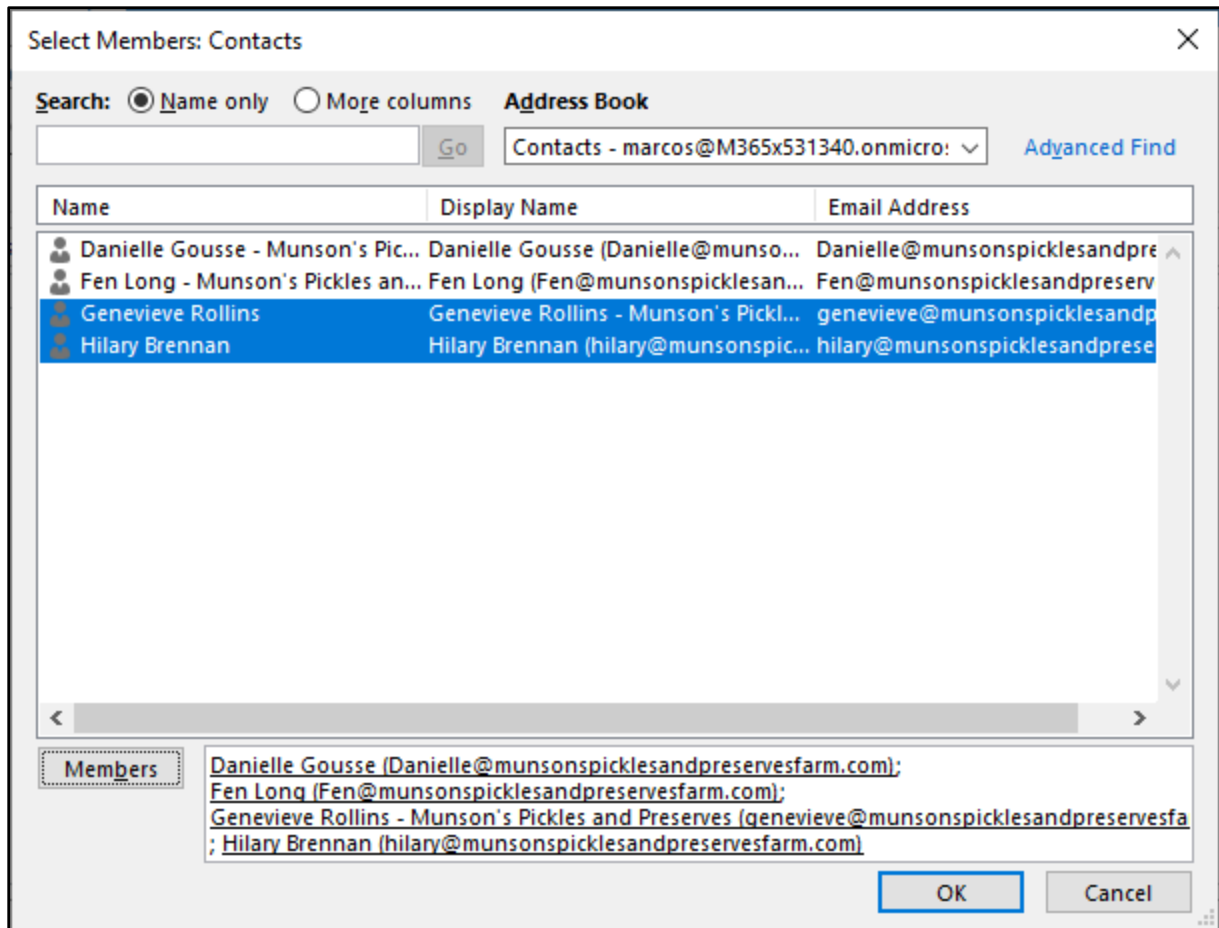 Select Members: Contacts
Search: Name only More columns Address Book
Go Contacts - marcos@M365x531340.onmicro: Advanced Find
Name Display Name Email Address
Danielle Gousse - Munson's Pic... Danielle Gousse (Danielle@munso... Danielle@munsonspicklesandpre
Fen Long - Munson's Pickles an... Fen Long (Fen@munsonspicklesan... Fen@munsonspicklesandpreserv
Genevieve Rollins Genevieve Rollins - Munson's Pickl... genevieve@munsonspicklesandp
Hilary Brennan Hilary Brennan (hilary@munsonspic... hilary@munsonspicklesandprese
Members Danielle Gousse (Danielle@munsonspicklesandpreservesfarm.com);
Fen Long (Fen@munsonspicklesandpreservesfarm.com);
Genevieve Rollins - Munson's Pickles and Preserves (genevieve@munsonspicklesandpreservesfa
; Hilary Brennan (hilary@munsonspicklesandpreservesfarm.com)
OK Cancel